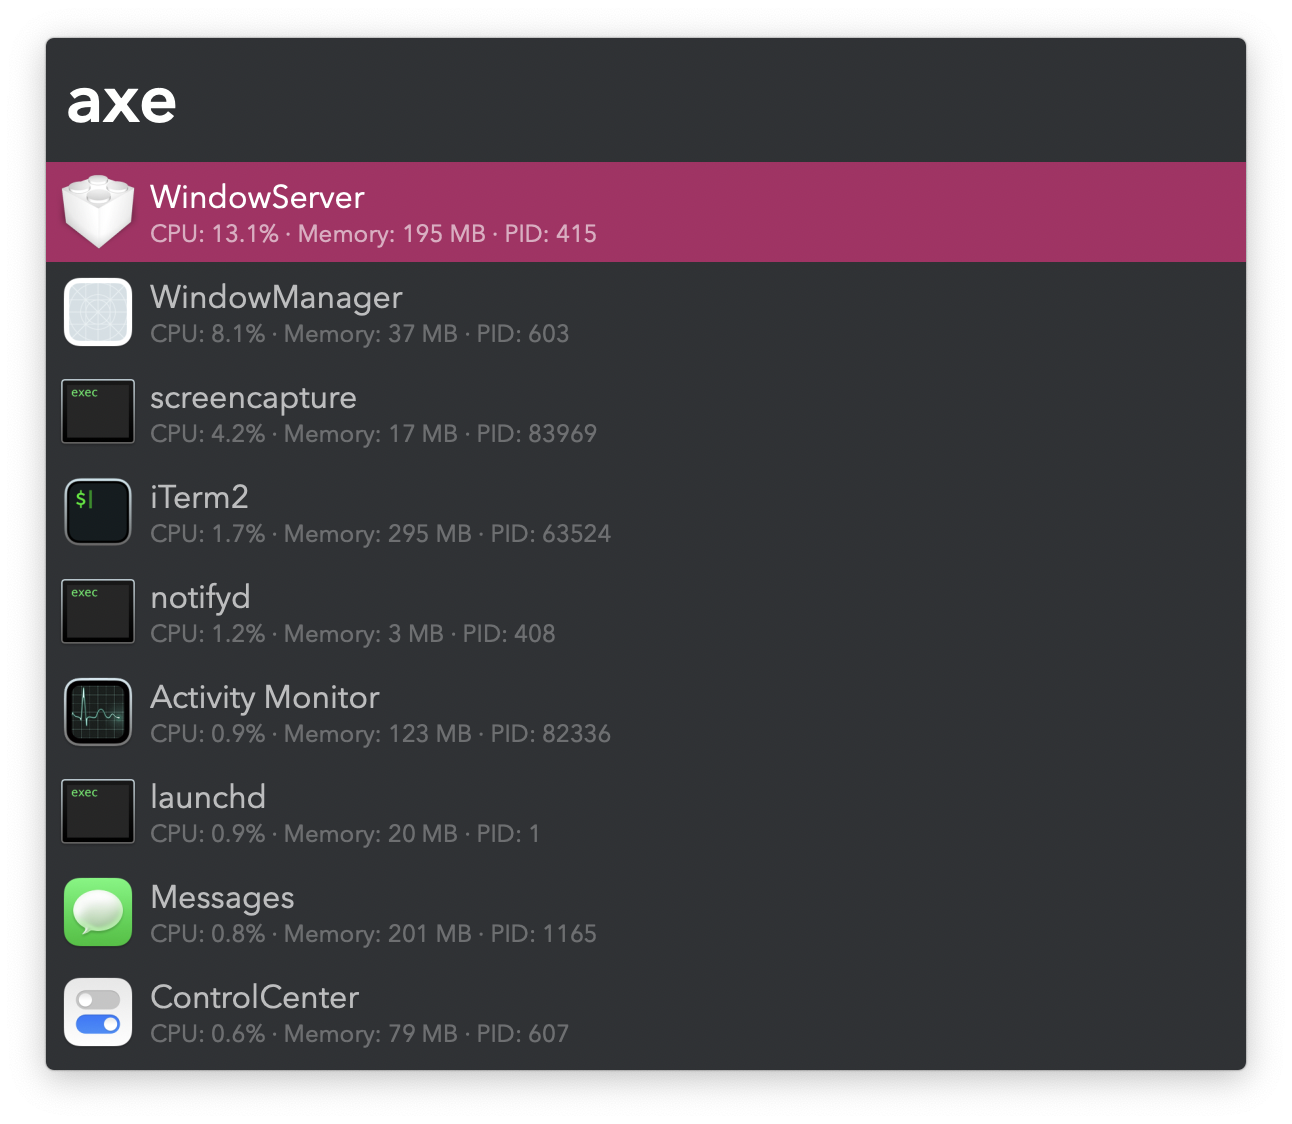 axe
WindowServer
CPU: 13.1% · Memory: 195 MB · PID: 415
WindowManager
CPU: 8.1% · Memory: 37 MB · PID: 603
exec
screencapture
CPU: 4.2% · Memory: 17 MB · PID: 83969
$
iTerm2
CPU: 1.7% · Memory: 295 MB · PID: 63524
exec
notifyd
CPU: 1.2% · Memory: 3 MB · PID: 408
Activity Monitor
CPU: 0.9% · Memory: 123 MB · PID: 82336
exec
launchd
CPU: 0.9% · Memory: 20 MB · PID: 1
Messages
CPU: 0.8% · Memory: 201 MB · PID: 1165
ControlCenter
CPU: 0.6% · Memory: 79 MB · PID: 607